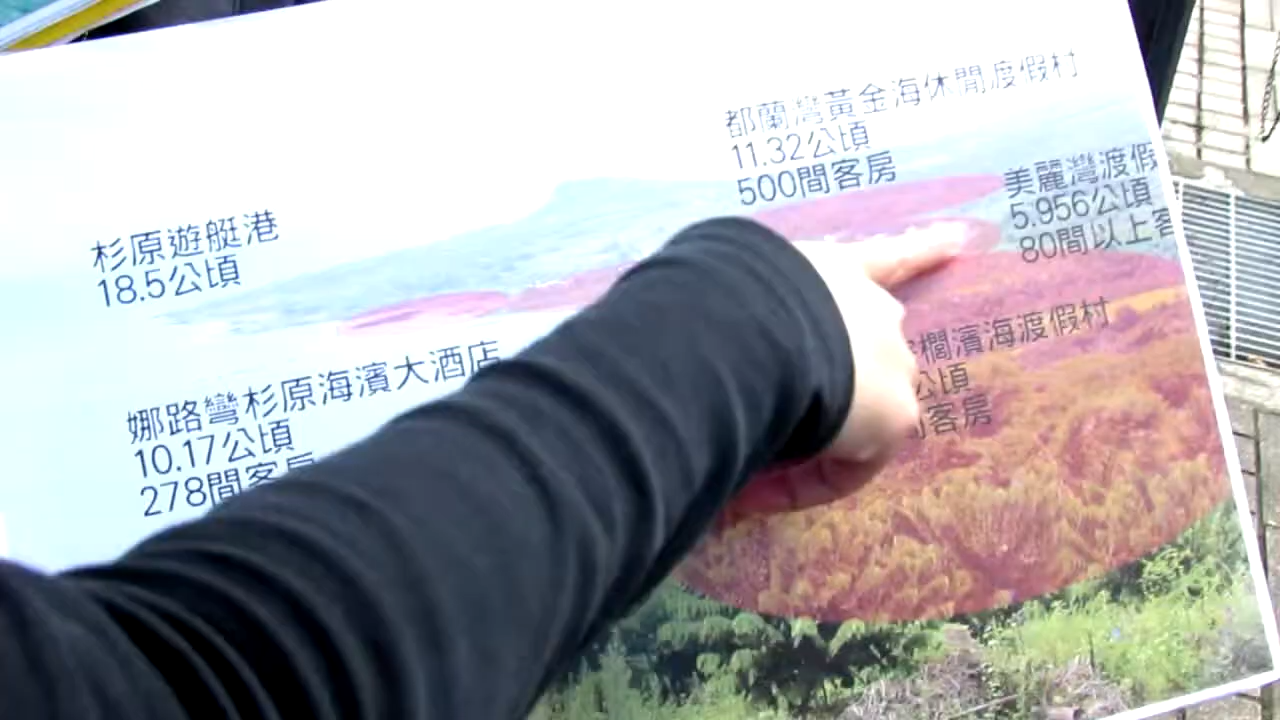 都蘭灣黃金海休閒渡假村
11.32公頃
500間客房
美麗灣渡假
5.956公頃
80間以上客
杉原遊艇港
18.5公頃
娜路彎杉原海濱大酒店
10.17公頃
278間客房
欄濱海渡假村
公頃
客房